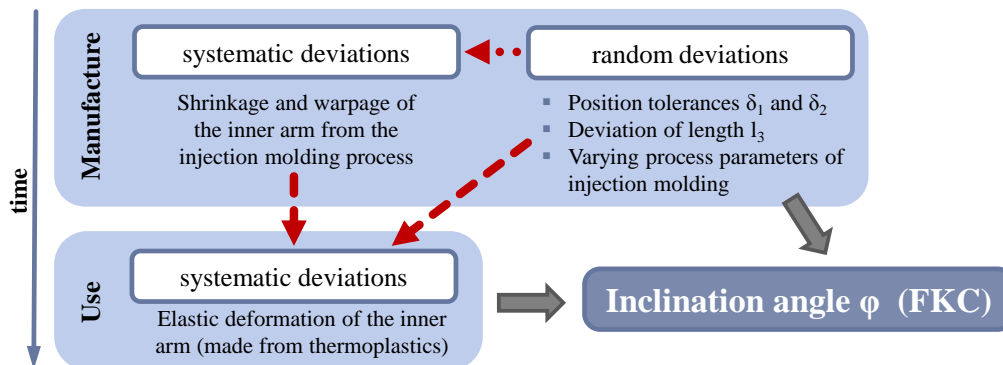 time
Manufacture
systematic deviations
Shrinkage and warpage of
the inner arm from the
injection molding process
random deviations
▪ Position tolerances δ₁ and δ₂
▪ Deviation of length l₃
▪ Varying process parameters of
injection molding
Use
systematic deviations
Elastic deformation of the inner
arm (made from thermoplastics)
Inclination angle φ (FKC)